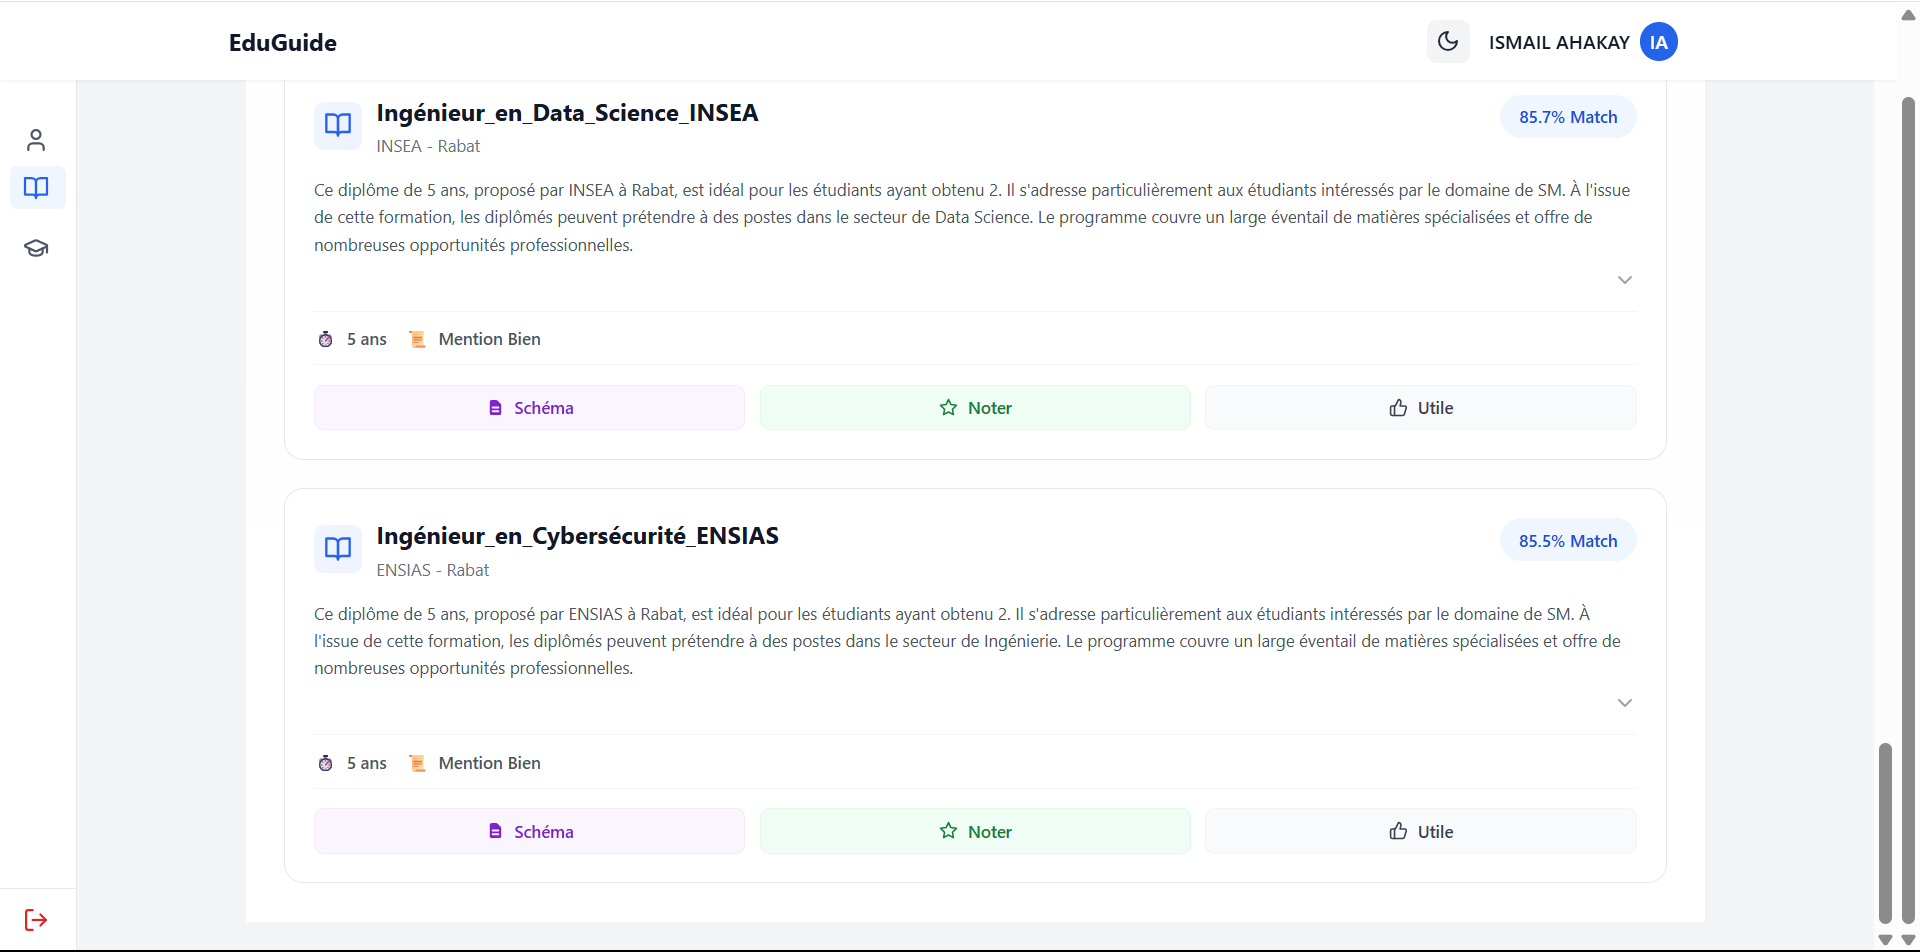 EduGuide
ISMAIL AHAKAY
IA
Ingénieur_en_Data_Science_INSEA
85.7% Match
INSEA - Rabat
Ce diplôme de 5 ans, proposé par INSEA à Rabat, est idéal pour les étudiants ayant obtenu 2. Il s'adresse particulièrement aux étudiants intéressés par le domaine de SM. À l'issue
de cette formation, les diplômés peuvent prétendre à des postes dans le secteur de Data Science. Le programme couvre un large éventail de matières spécialisées et offre de
nombreuses opportunités professionnelles.
5 ans
Mention Bien
Schéma
Noter
Utile
Ingénieur_en_Cybersécurité_ENSIAS
85.5% Match
ENSIAS - Rabat
Ce diplôme de 5 ans, proposé par ENSIAS à Rabat, est idéal pour les étudiants ayant obtenu 2. Il s'adresse particulièrement aux étudiants intéressés par le domaine de SM. À
l'issue de cette formation, les diplômés peuvent prétendre à des postes dans le secteur de Ingénierie. Le programme couvre un large éventail de matières spécialisées et offre de
nombreuses opportunités professionnelles.
5 ans
Mention Bien
Schéma
Noter
Utile